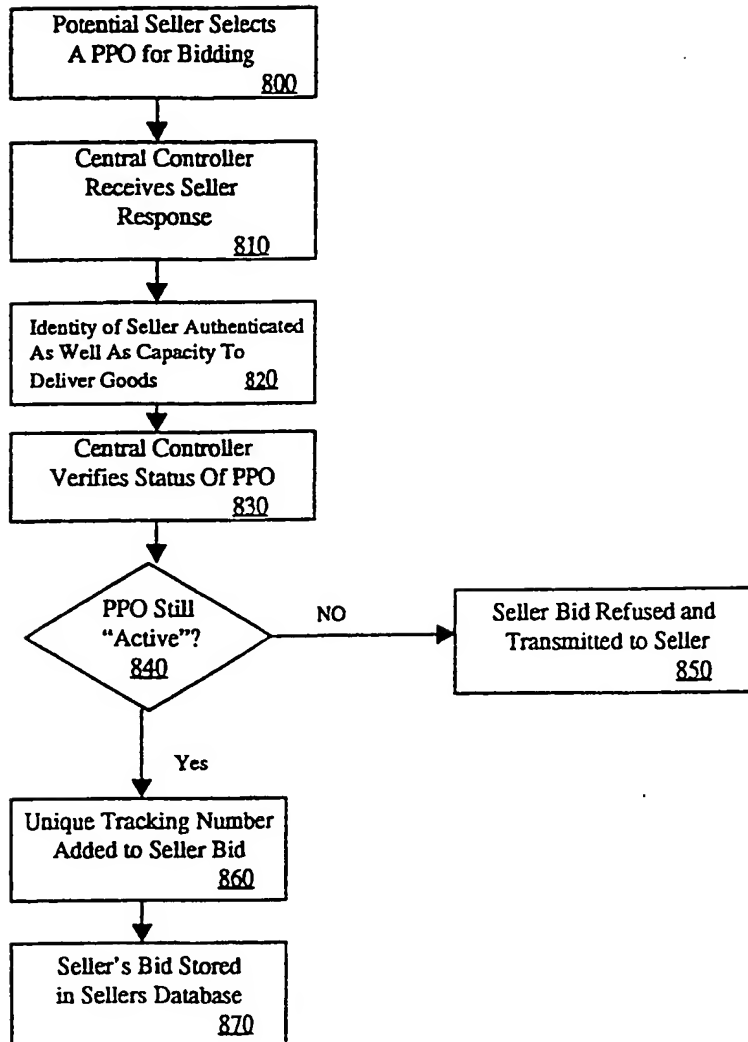 Potential Seller Selects
A PPO for Bidding
800
Central Controller
Receives Seller
Response
810
Identity of Seller Authenticated
As Well As Capacity To
Deliver Goods 820
Central Controller
Verifies Status Of PPO
830
PPO Still
"Active"?
840
NO
Seller Bid Refused and
Transmitted to Seller
850
Yes
Unique Tracking Number
Added to Seller Bid
860
Seller's Bid Stored
in Sellers Database
870